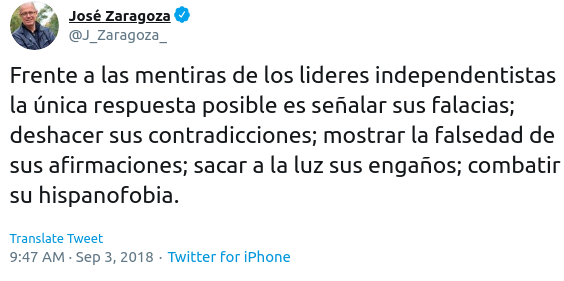 José Zaragoza
@J_Zaragoza_
Frente a las mentiras de los lideres independentistas
la única respuesta posible es señalar sus falacias;
deshacer sus contradicciones; mostrar la falsedad de
sus afirmaciones; sacar a la luz sus engaños; combatir
su hispanofobia.
Translate Tweet
9:47 AM · Sep 3, 2018 · Twitter for iPhone